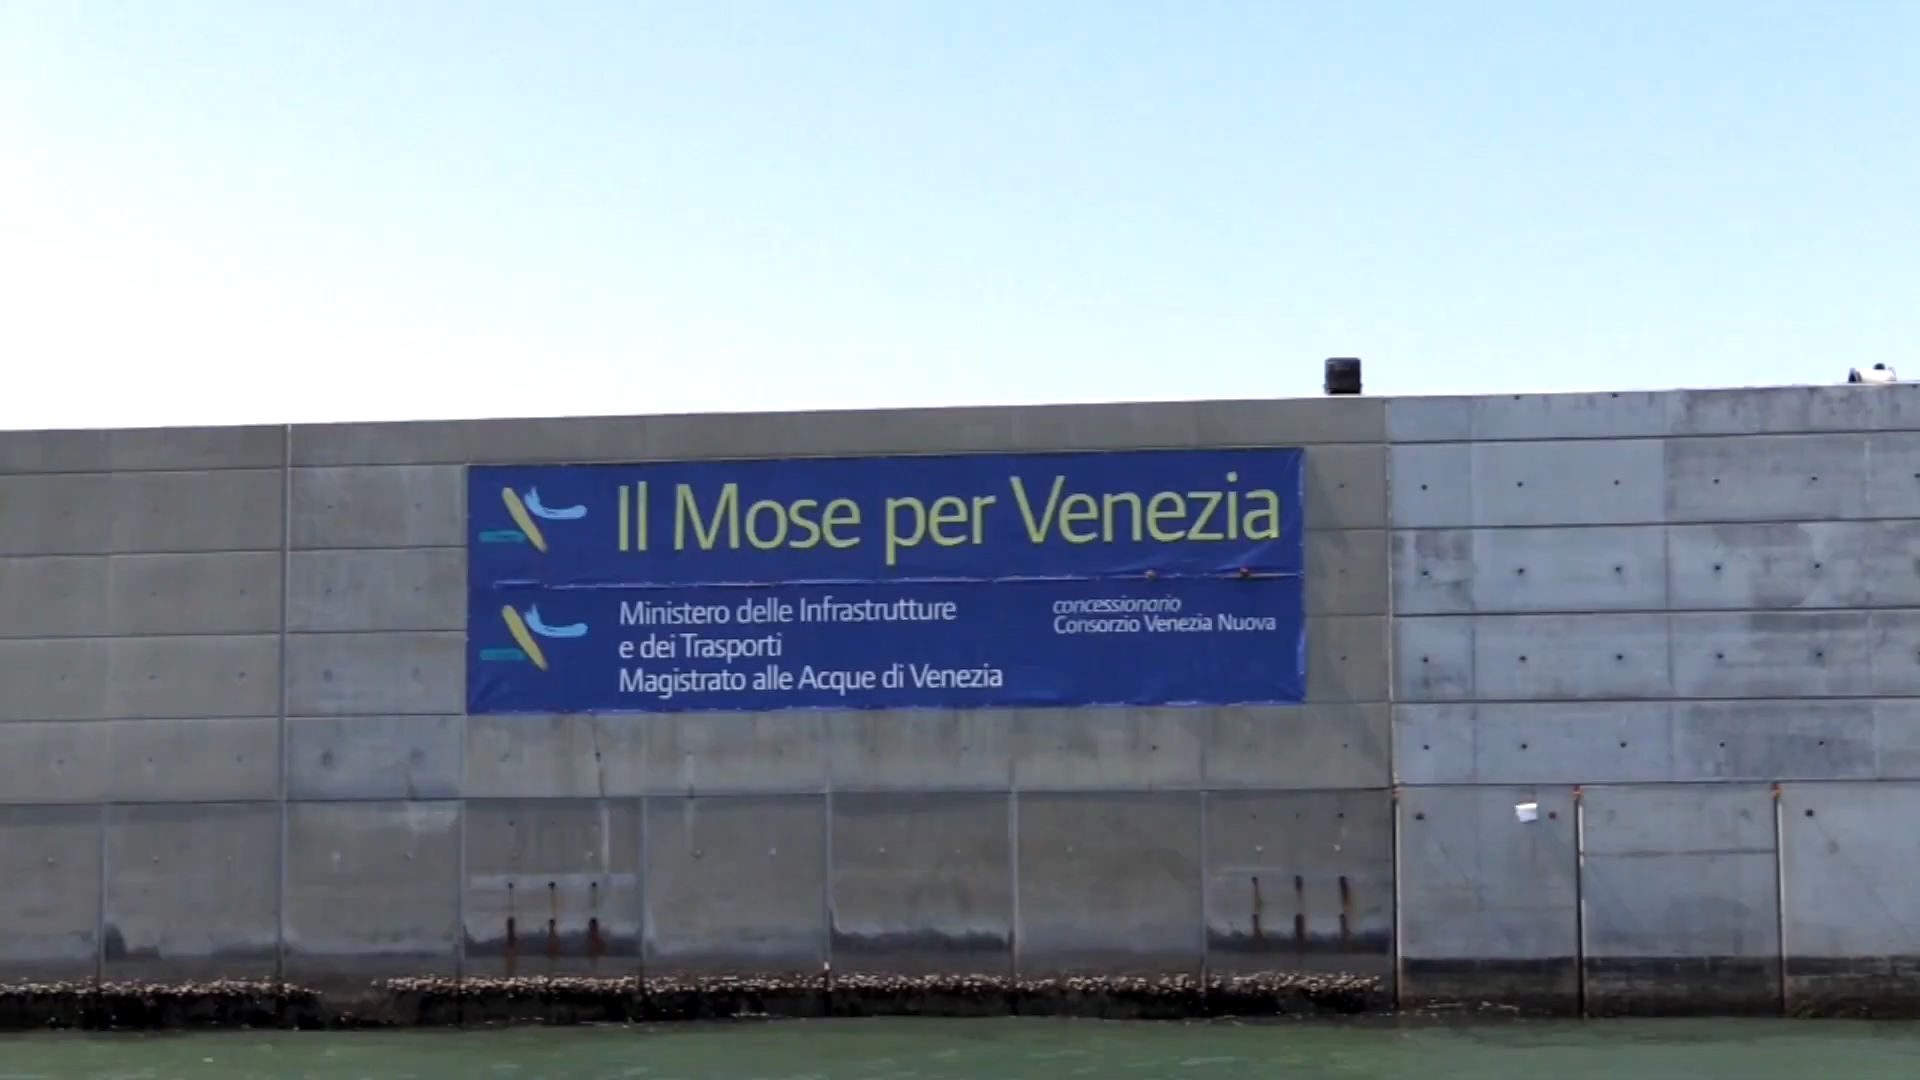 Il Mose per Venezia
Ministero delle Infrastrutture
e dei Trasporti
Magistrato alle Acque di Venezia
concessionario
Consorzio Venezia Nuova